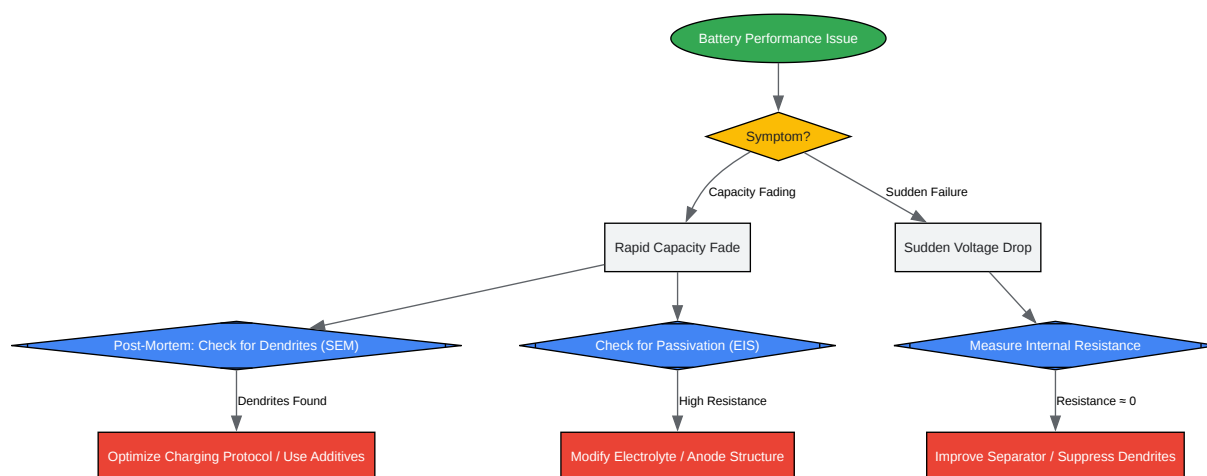 Battery Performance Issue
Symptom?
Capacity Fading
Sudden Failure
Rapid Capacity Fade
Sudden Voltage Drop
Post-Mortem: Check for Dendrites (SEM)
Check for Passivation (EIS)
Measure Internal Resistance
Dendrites Found
High Resistance
Resistance ≈ 0
Optimize Charging Protocol / Use Additives
Modify Electrolyte / Anode Structure
Improve Separator / Suppress Dendrites